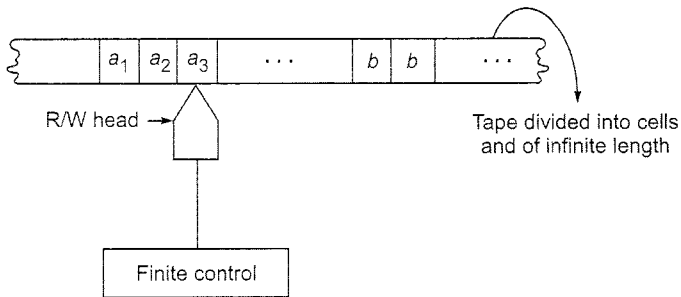 a1 a2 a3 ... b b ...
R/W head
Tape divided into cells
and of infinite length
Finite control